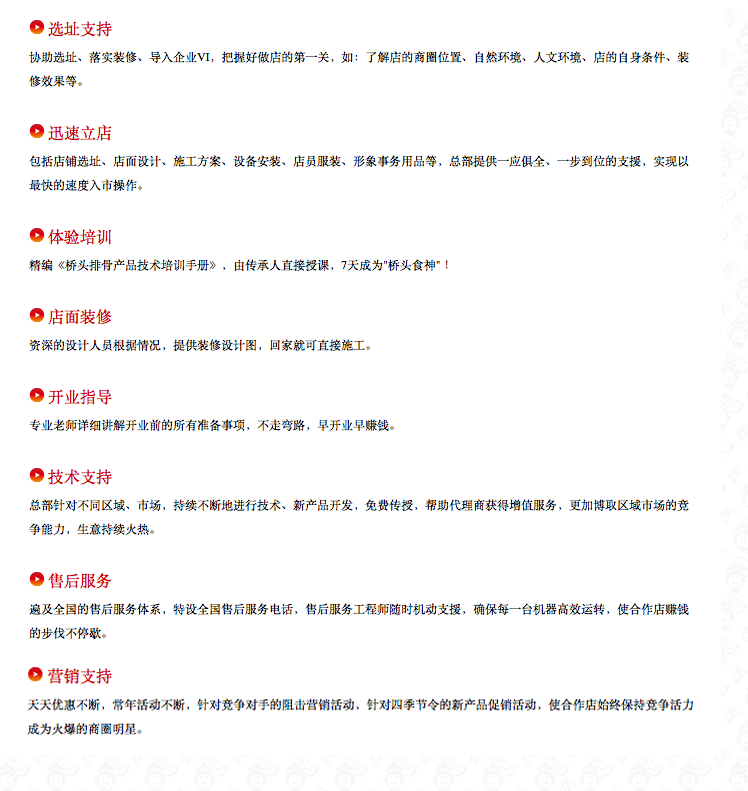 选址支持
协助选址、落实装修、导入企业VI，把握好做店的第一关，如：了解店的商圈位置、自然环境、人文环境、店的自身条件、装
修效果等。
迅速立店
包括店铺选址、店面设计、施工方案、设备安装、店员服装、形象事务用品等，总部提供一应俱全、一步到位的支援，实现以
最快的速度入市操作。
体验培训
精编《桥头排骨产品技术培训手册》，由传承人直接授课，7天成为"桥头食神"！
店面装修
资深的设计人员根据情况，提供装修设计图，回家就可直接施工。
开业指导
专业老师详细讲解开业前的所有准备事项，不走弯路，早开业早赚钱。
技术支持
总部针对不同区域、市场，持续不断地进行技术、新产品开发，免费传授，帮助代理商获得增值服务，更加博取区域市场的竞
争能力，生意持续火热。
售后服务
遍及全国的售后服务体系，特设全国售后服务电话，售后服务工程师随时机动支援，确保每一台机器高效运转，使合作店赚钱
的步伐不停歇。
营销支持
天天优惠不断，常年活动不断，针对竞争对手的阻击营销活动，针对四季节令的新产品促销活动，使合作店始终保持竞争活力
成为火爆的商圈明星。